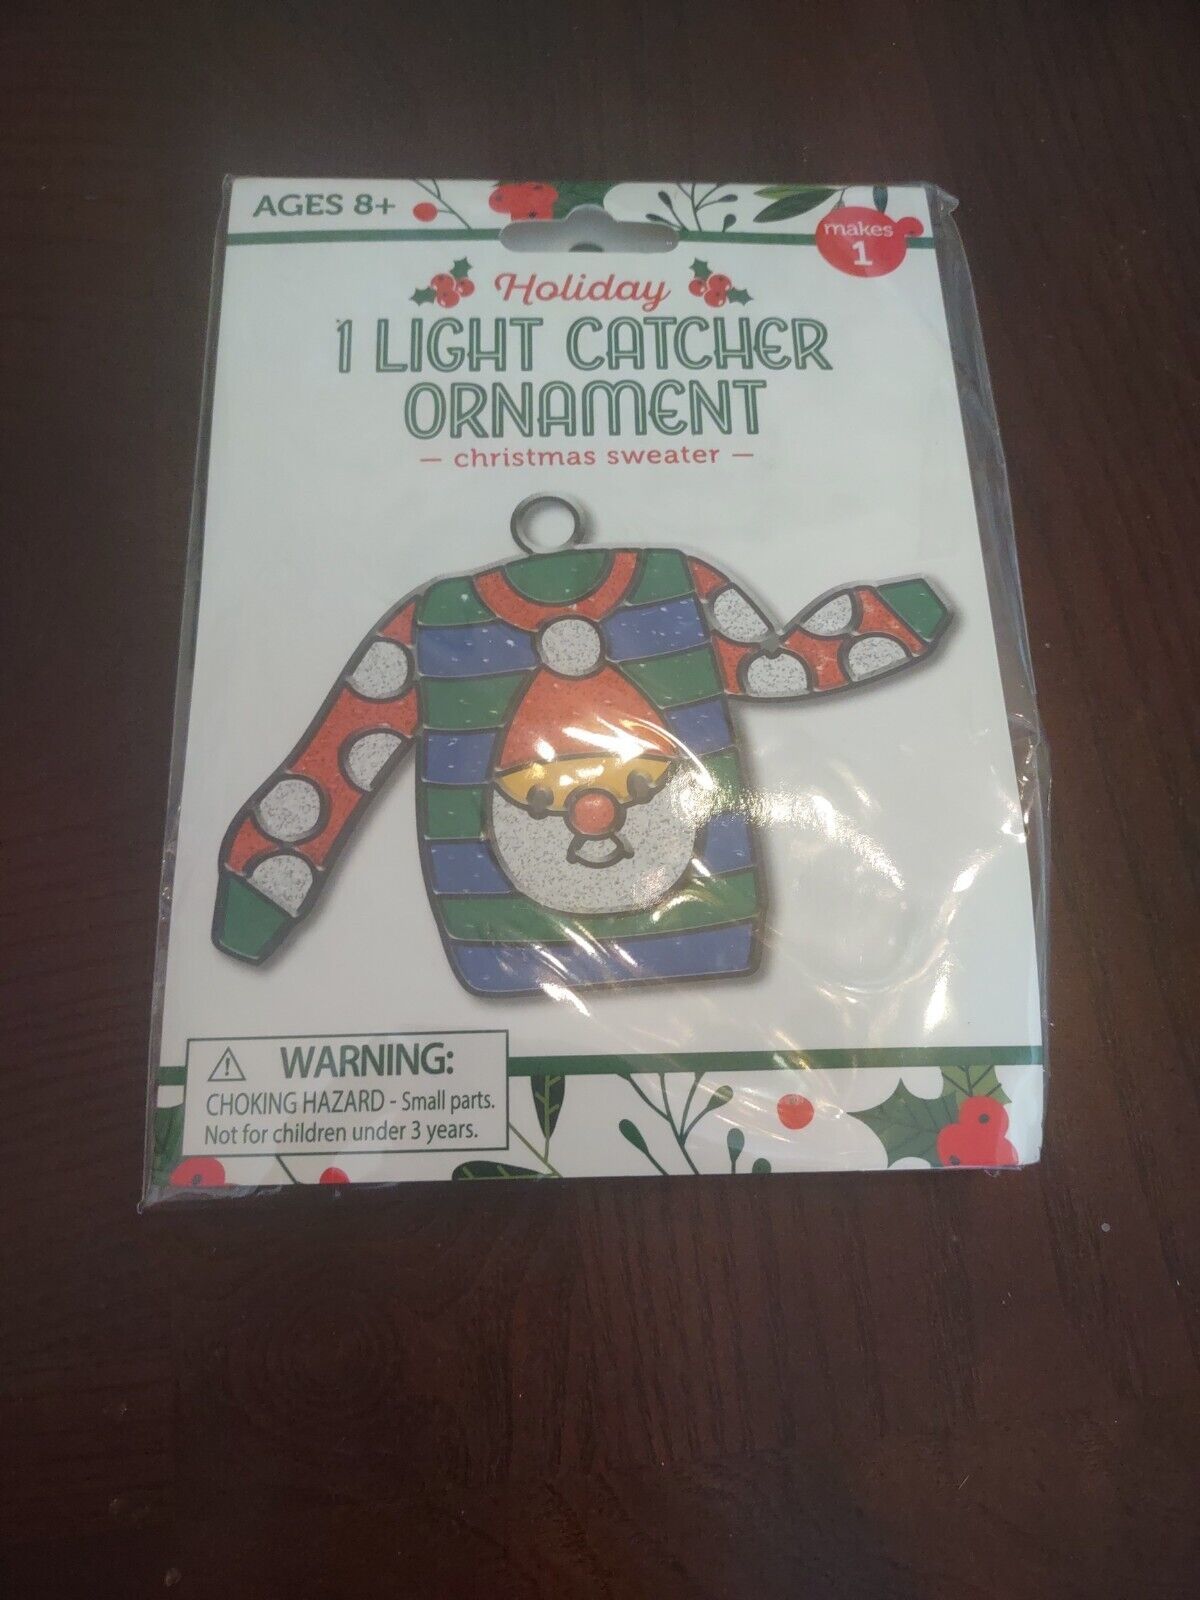 AGES 8+
makes
1
Holiday
1 LIGHT CATCHER
ORNAMENT
— christmas sweater —
WARNING:
CHOKING HAZARD - Small parts.
Not for children under 3 years.